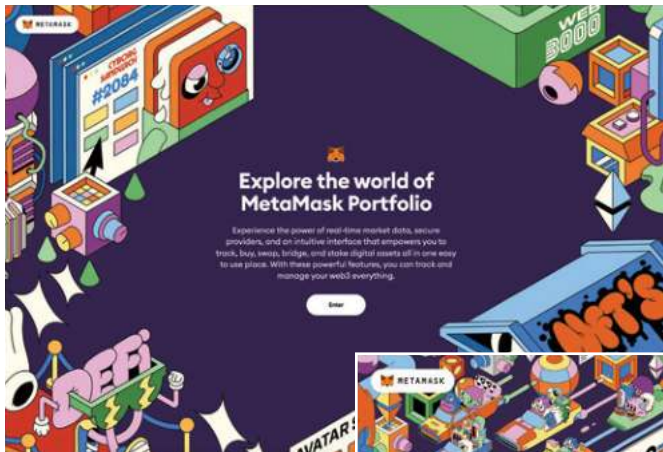 METAMASK
CYBORG
SANDBOX
#2084
WEB
3000
Explore the world of
MetaMask Portfolio
Experience the power of real-time market data, secure
providers, and an intuitive interface that empowers you to
track, buy, swap, bridge, and stake digital assets all in one easy
to use place. With these powerful features, you can track and
manage your web3 everything.
Enter
NFT'S
DEFi
AVATAR S
METAMASK